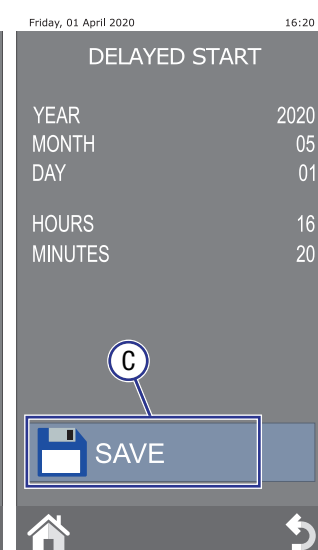 Friday, 01 April 2020 16:20
DELAYED START
YEAR 2020
MONTH 05
DAY 01
HOURS 16
MINUTES 20
C
SAVE